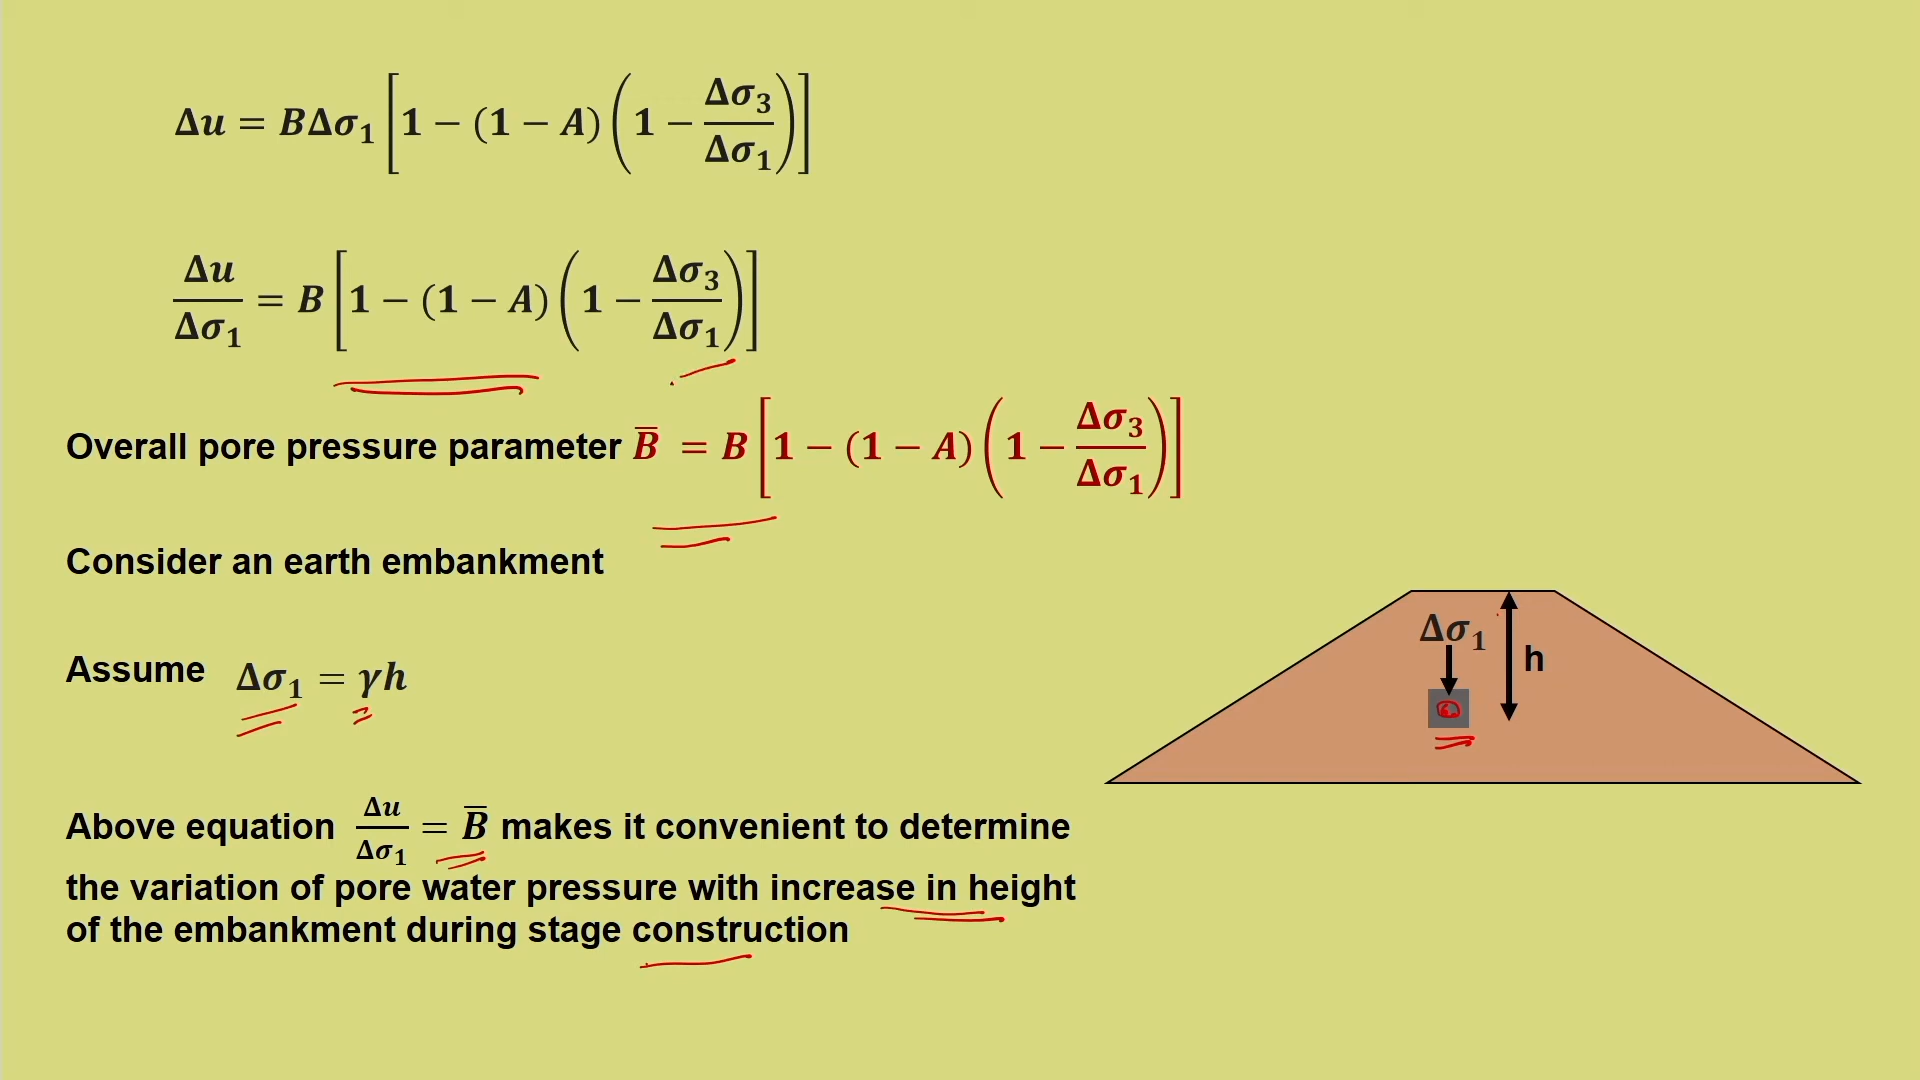 Δu = BΔσ₁ [1 − (1 − A) (1 − Δσ₃/Δσ₁)]
Δu/Δσ₁ = B [1 − (1 − A) (1 − Δσ₃/Δσ₁)]
Overall pore pressure parameter B̅ = B [1 − (1 − A) (1 − Δσ₃/Δσ₁)]
Consider an earth embankment
Δσ₁
h
Assume Δσ₁ = γh
Above equation Δu/Δσ₁ = B̅ makes it convenient to determine
the variation of pore water pressure with increase in height
of the embankment during stage construction